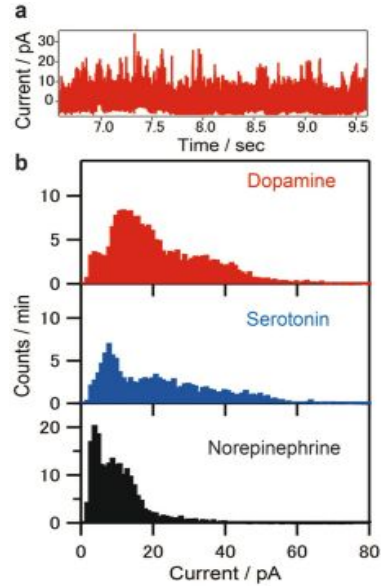 a
Current / pA
30
20
10
0
7.0 7.5 8.0 8.5 9.0 9.5
Time / sec
b
Counts / min
Dopamine
10
5
0
Serotonin
10
5
0
Norepinephrine
20
10
0
0 20 40 60 80
Current / pA